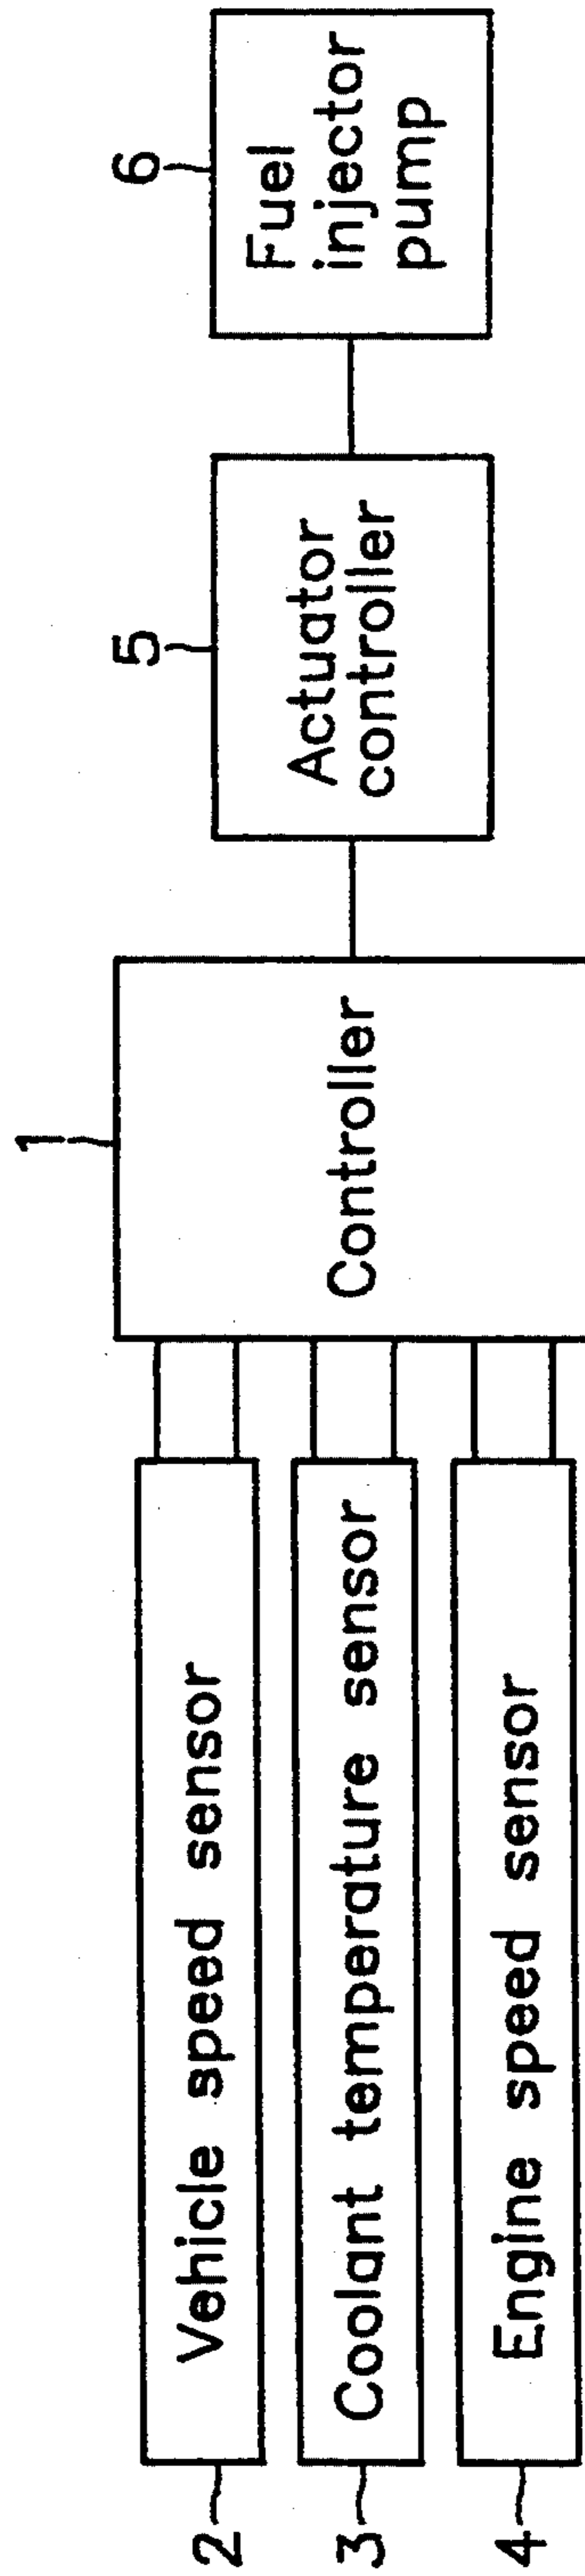 1
2
Vehicle speed sensor
3
Coolant temperature sensor
4
Engine speed sensor
Controller
5
Actuator
controller
6
Fuel
injector
pump